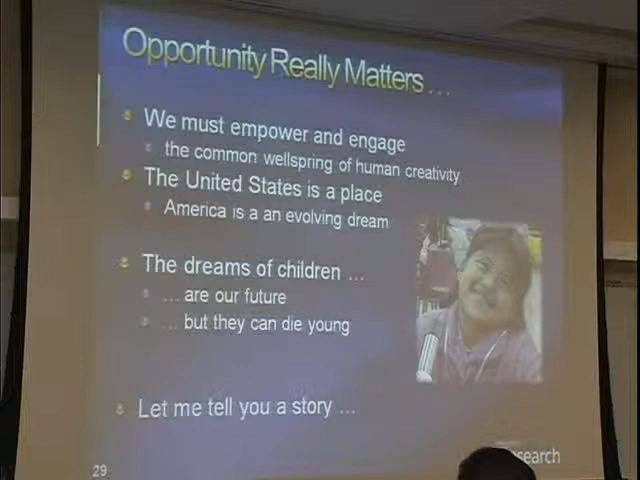 Opportunity Really Matters ...
We must empower and engage
the common wellspring of human creativity
The United States is a place
America is a an evolving dream
The dreams of children ...
... are our future
... but they can die young
Let me tell you a story ...
29